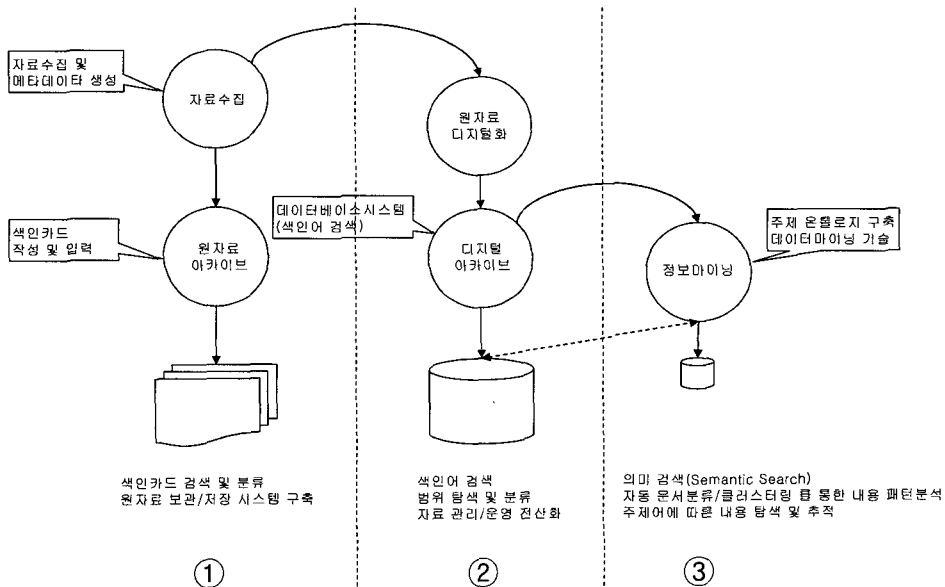 자료수집 및
메타데이타 생성
자료수집
원자료
디지털화
색인카드
작성 및 입력
원자료
아카이브
데이터베이스시스템
(색인어 검색)
디지털
아카이브
주제 온톨로지 구축
데이터마이닝 기술
정보마이닝
색인카드 검색 및 분류
원자료 보관/저장 시스템 구축
색인어 검색
범위 탐색 및 분류
자료 관리/운영 전산화
의미 검색(Semantic Search)
자동 문서분류/클러스터링 를 통한 내용 패턴분석
주제어에 따른 내용 탐색 및 추적
①
②
③